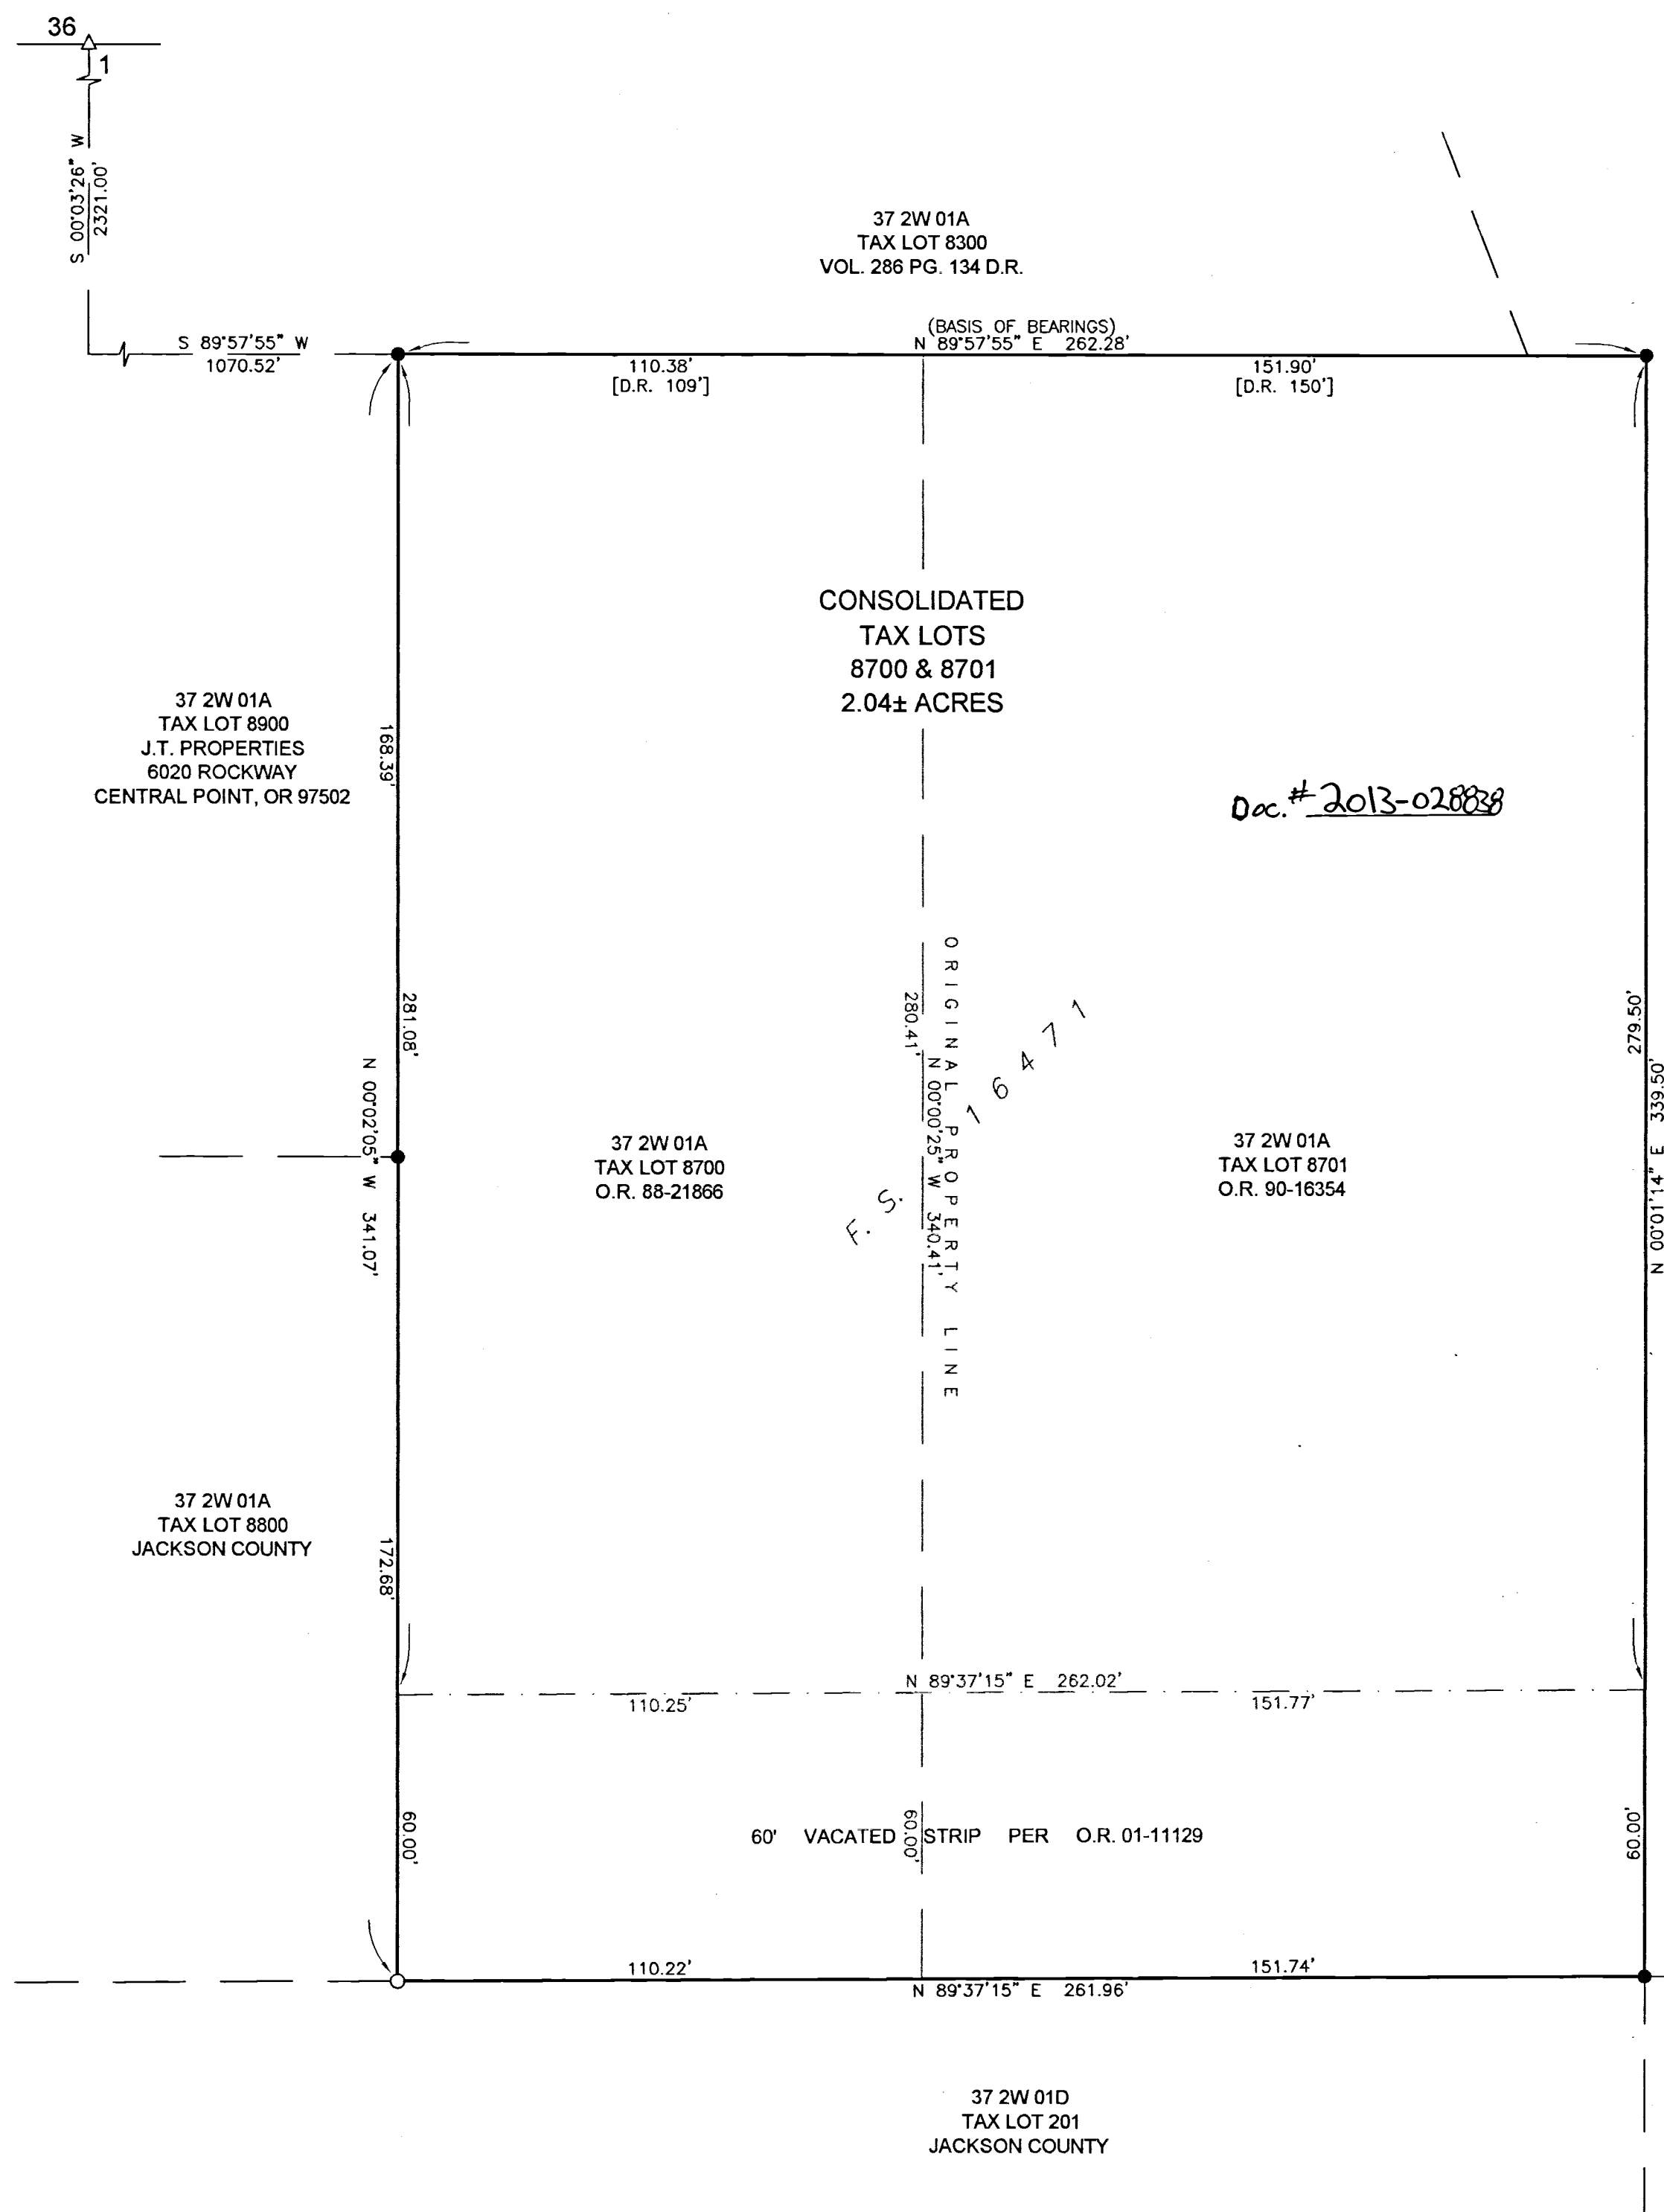 36
1
S 00°03'26" W
2321.00'
37 2W 01A
TAX LOT 8300
VOL. 286 PG. 134 D.R.
S 89°57'55" W
1070.52'
(BASIS OF BEARINGS)
N 89°57'55" E 262.28'
110.38'
[D.R. 109']
151.90'
[D.R. 150']
CONSOLIDATED
TAX LOTS
8700 & 8701
2.04± ACRES
37 2W 01A
TAX LOT 8900
J.T. PROPERTIES
6020 ROCKWAY
CENTRAL POINT, OR 97502
168.39'
Doc.# 2013-028838
281.08'
N 00°02'05" W 341.07'
280.41'
N 00°00'25" W 340.41'
ORIGINAL PROPERTY LINE
F.S. 16471
279.50'
N 00°01'14" E 339.50'
37 2W 01A
TAX LOT 8700
O.R. 88-21866
37 2W 01A
TAX LOT 8701
O.R. 90-16354
37 2W 01A
TAX LOT 8800
JACKSON COUNTY
172.68'
N 89°37'15" E 262.02'
110.25'
151.77'
60.00'
60' VACATED STRIP PER O.R. 01-11129
60.00'
60.00'
110.22'
151.74'
N 89°37'15" E 261.96'
37 2W 01D
TAX LOT 201
JACKSON COUNTY